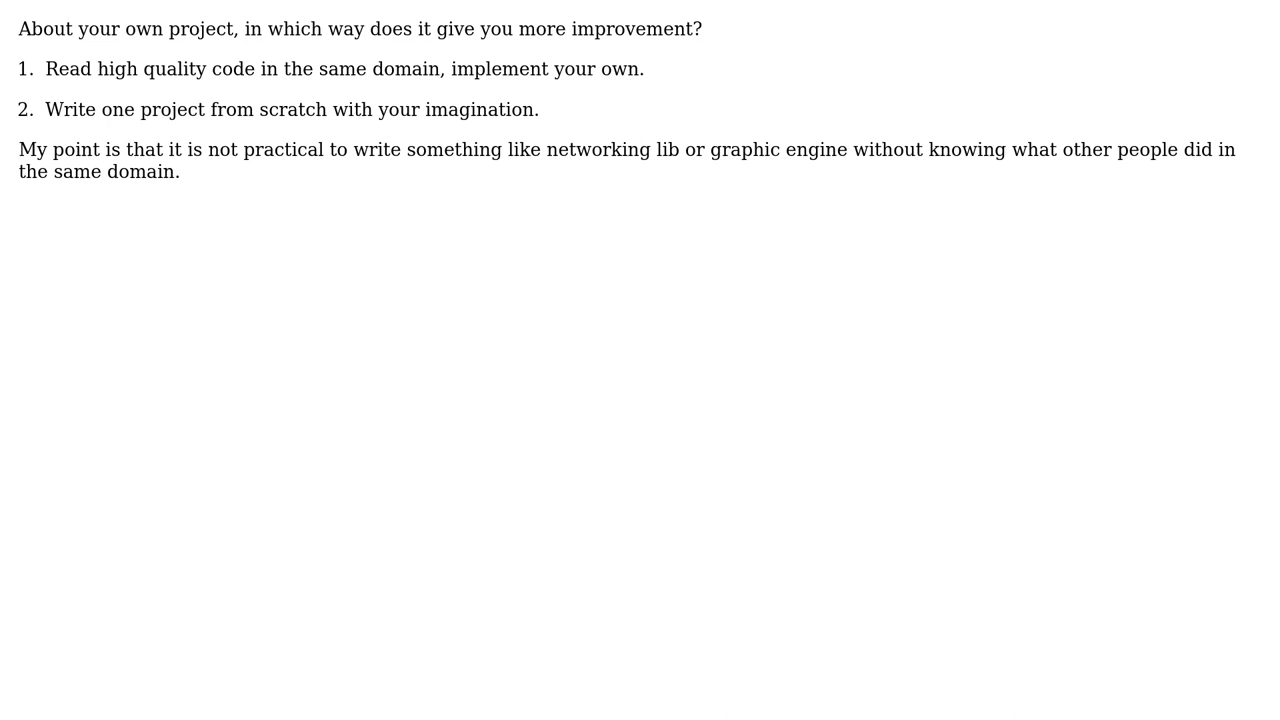 About your own project, in which way does it give you more improvement?
1. Read high quality code in the same domain, implement your own.
2. Write one project from scratch with your imagination.
My point is that it is not practical to write something like networking lib or graphic engine without knowing what other people did in
the same domain.